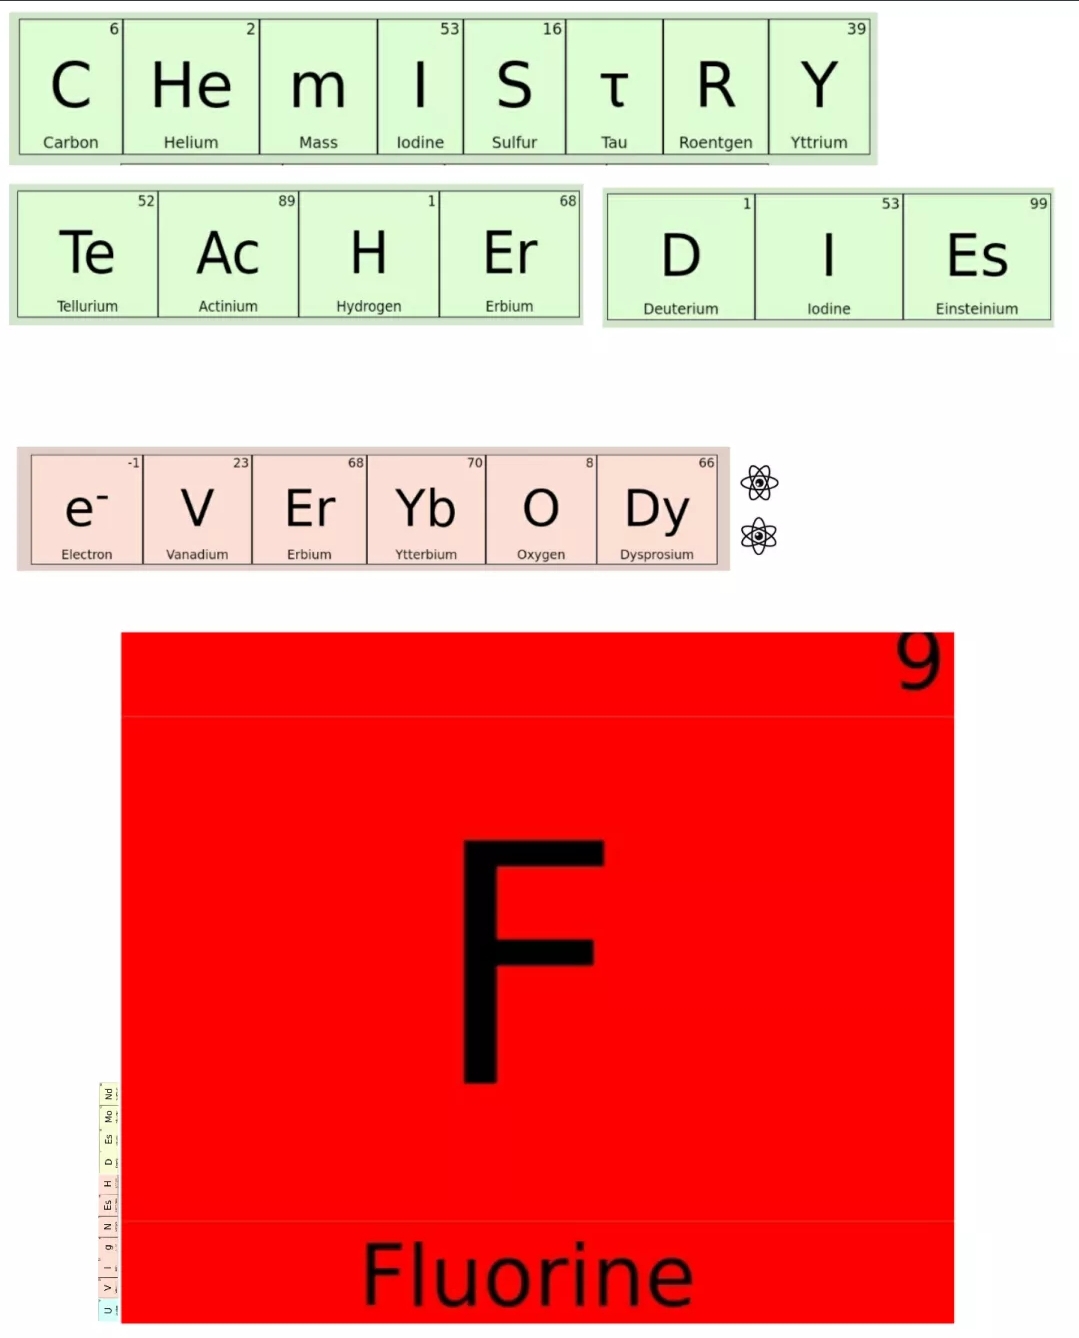 6 2 53 16 39
C He m I S τ R Y
Carbon Helium Mass Iodine Sulfur Tau Roentgen Yttrium
52 89 1 68
Te Ac H Er
Tellurium Actinium Hydrogen Erbium
1 53 99
D I Es
Deuterium Iodine Einsteinium
-1 23 68 70 8 66
e⁻ V Er Yb O Dy
Electron Vanadium Erbium Ytterbium Oxygen Dysprosium
9
F
Fluorine
U V I g N Es H D Es Mo Nd